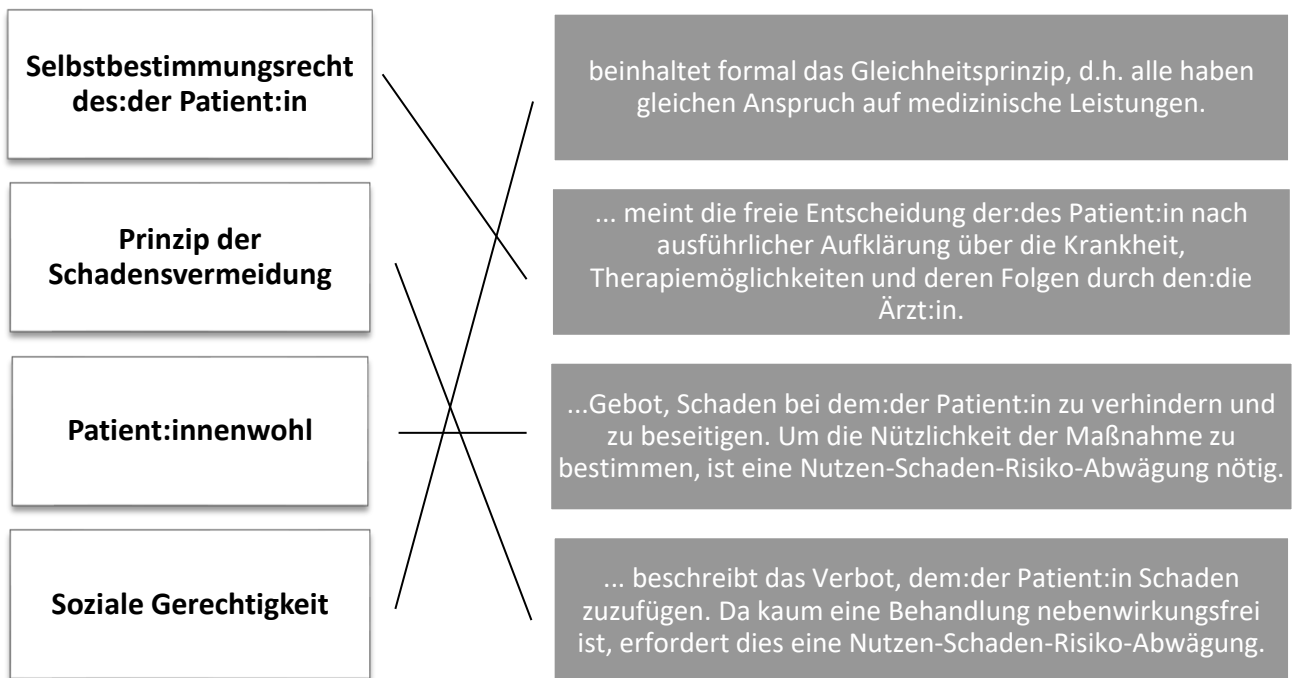 Selbstbestimmungsrecht
des:der Patient:in
beinhaltet formal das Gleichheitsprinzip, d.h. alle haben
gleichen Anspruch auf medizinische Leistungen.
Prinzip der
Schadensvermeidung
... meint die freie Entscheidung der:des Patient:in nach
ausführlicher Aufklärung über die Krankheit,
Therapiemöglichkeiten und deren Folgen durch den:die
Ärzt:in.
Patient:innenwohl
...Gebot, Schaden bei dem:der Patient:in zu verhindern und
zu beseitigen. Um die Nützlichkeit der Maßnahme zu
bestimmen, ist eine Nutzen-Schaden-Risiko-Abwägung nötig.
Soziale Gerechtigkeit
... beschreibt das Verbot, dem:der Patient:in Schaden
zuzufügen. Da kaum eine Behandlung nebenwirkungsfrei
ist, erfordert dies eine Nutzen-Schaden-Risiko-Abwägung.